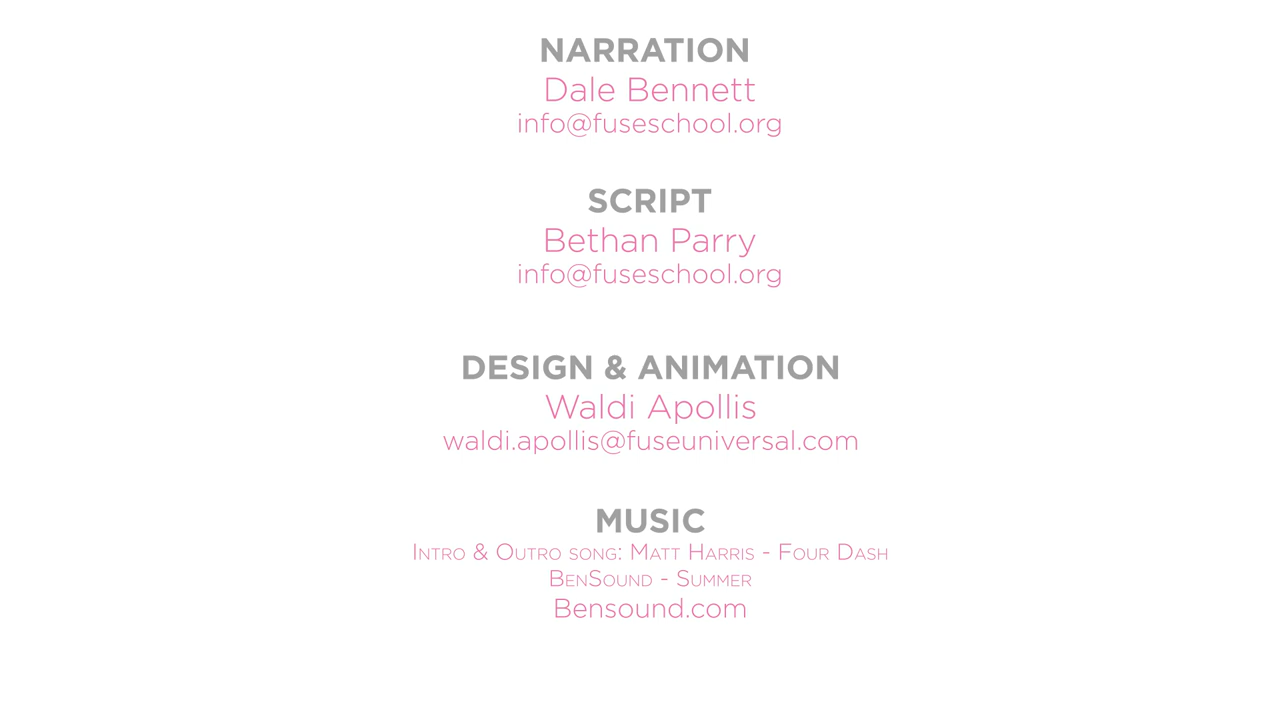 NARRATION
Dale Bennett
info@fuseschool.org
SCRIPT
Bethan Parry
info@fuseschool.org
DESIGN & ANIMATION
Waldi Apollis
waldi.apollis@fuseuniversal.com
MUSIC
Intro & Outro song: Matt Harris - Four Dash
BenSound - Summer
Bensound.com